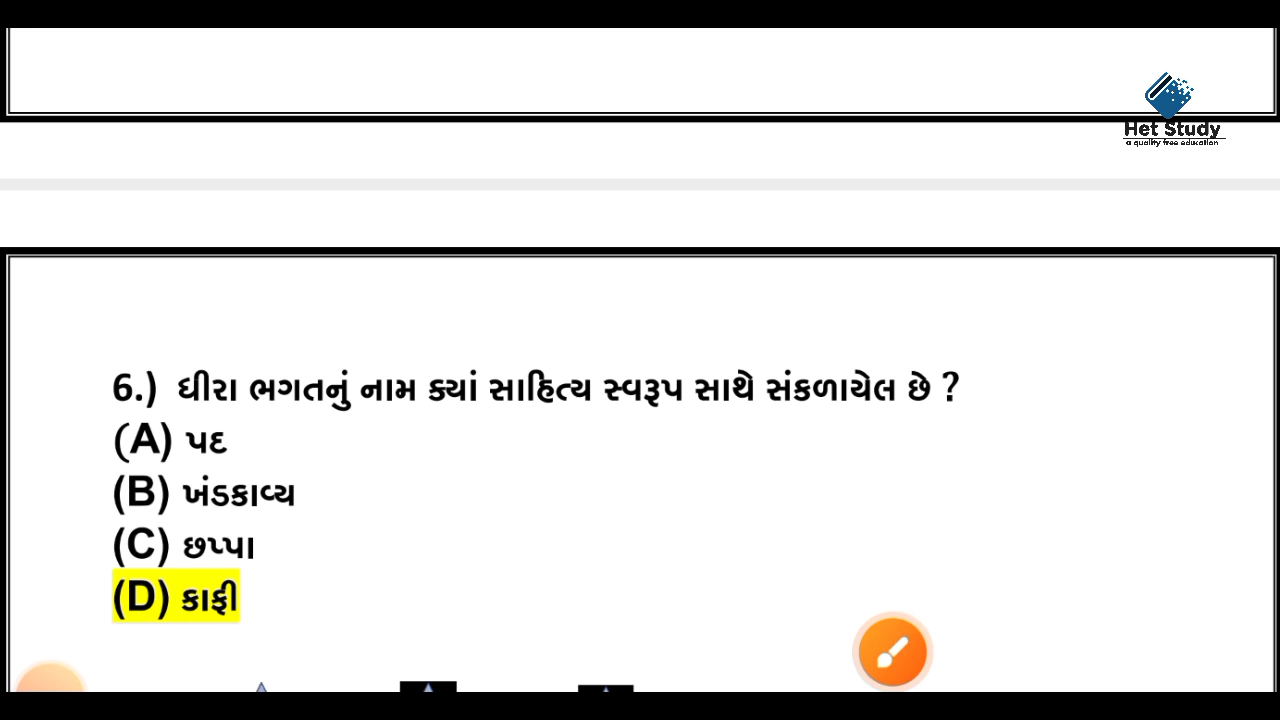 Het Study
a quality free education
6.) ધીરા ભગતનું નામ ક્યાં સાહિત્ય સ્વરૂપ સાથે સંકળાયેલ છે ?
(A) પદ
(B) ખંડકાવ્ય
(C) છપ્પા
(D) કાફી